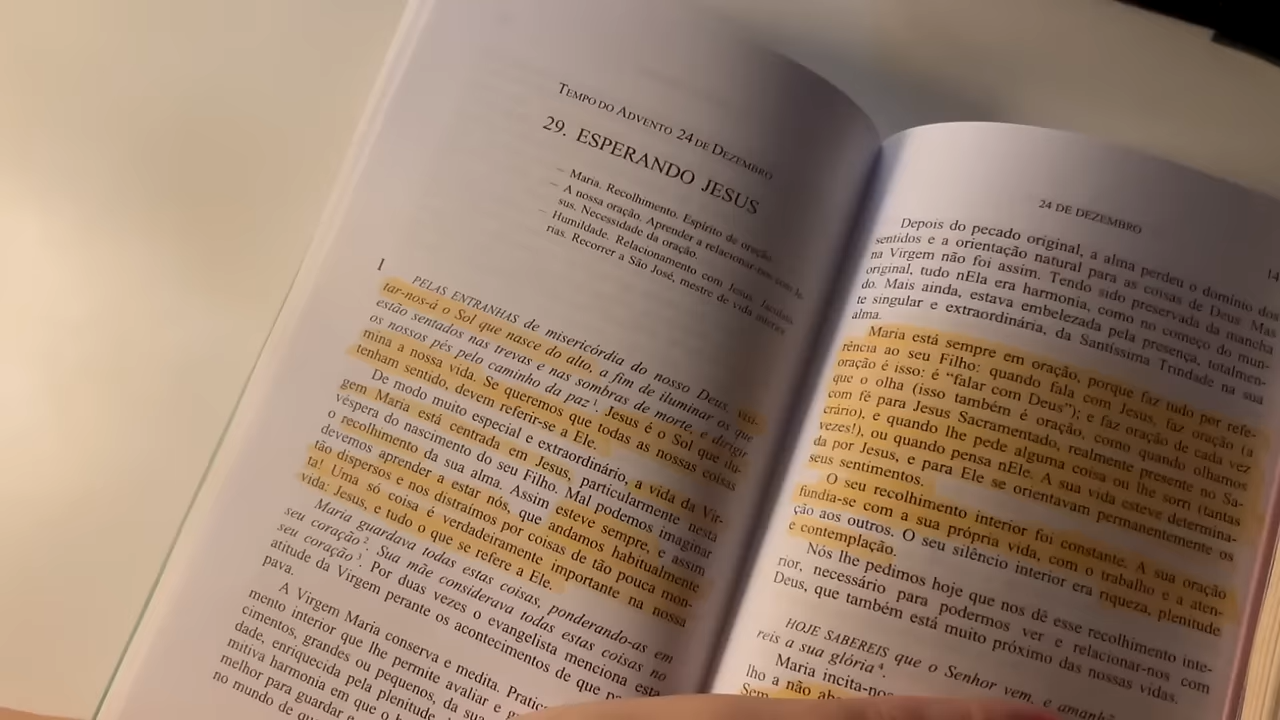 TEMPO DO ADVENTO 24 DE DEZEMBRO
29. ESPERANDO JESUS
– Maria. Recolhimento. Espírito de oração.
– A nossa oração. Aprender a relacionar-nos com Je-
sus. Necessidade da oração.
– Humildade. Relacionamento com Jesus. Jaculató-
rias. Recorrer a São José, mestre de vida interior.
I
PELAS ENTRANHAS de misericórdia do nosso Deus, visi-
tar-nos-á o Sol que nasce do alto, a fim de iluminar os que
estão sentados nas trevas e nas sombras de morte, e dirigir
os nossos pés pelo caminho da paz¹. Jesus é o Sol que ilu-
mina a nossa vida. Se queremos que todas as nossas coisas
tenham sentido, devem referir-se a Ele.
De modo muito especial e extraordinário, a vida da Vir-
gem Maria está centrada em Jesus, particularmente nesta
véspera do nascimento do seu Filho. Mal podemos imaginar
o recolhimento da sua alma. Assim esteve sempre, e assim
devemos aprender a estar nós, que andamos habitualmente
tão dispersos e nos distraímos por coisas de tão pouca mon-
ta! Uma só coisa é verdadeiramente importante na nossa
vida: Jesus, e tudo o que se refere a Ele.
Maria guardava todas estas coisas, ponderando-as em
seu coração². Sua mãe considerava todas estas coisas no
seu coração³. Por duas vezes o evangelista menciona esta
atitude da Virgem perante os acontecimentos de que
pava.
A Virgem Maria conserva e medita.
mento interior que lhe permite avaliar e
cimentos, grandes ou pequenos, da sua
dade, enriquecida pela plenitude
mitiva harmonia em que o
melhor para guardar e
no mundo de
24 DE DEZEMBRO
Depois do pecado original, a alma perdeu o domínio dos
sentidos e a orientação natural para as coisas de Deus. Mas
na Virgem não foi assim. Tendo sido preservada da mancha
original, tudo nEla era harmonia, como no começo do mun-
do. Mais ainda, estava embelezada pela presença, totalmen-
te singular e extraordinária, da Santíssima Trindade na sua
alma.
Maria está sempre em oração, porque faz tudo por refe-
rência ao seu Filho: quando fala com Jesus, faz oração (a
oração é isso: é “falar com Deus”); e faz oração de cada vez
que o olha (isso também é oração, como quando olhamos
com fé para Jesus Sacramentado, realmente presente no Sa-
crário), e quando lhe pede alguma coisa ou lhe sorri (tantas
vezes!), ou quando pensa nEle. A sua vida esteve determina-
da por Jesus, e para Ele se orientavam permanentemente os
seus sentimentos.
O seu recolhimento interior foi constante. A sua oração
fundia-se com a sua própria vida, com o trabalho e a aten-
ção aos outros. O seu silêncio interior era riqueza, plenitude
e contemplação.
Nós lhe pedimos hoje que nos dê esse recolhimento inte-
rior, necessário para podermos ver e relacionar-nos com
Deus, que também está muito próximo das nossas vidas.
HOJE SABEREIS que o Senhor vem, e amanhã
reis a sua glória⁴.
Maria incita-nos
lho a não
Sem